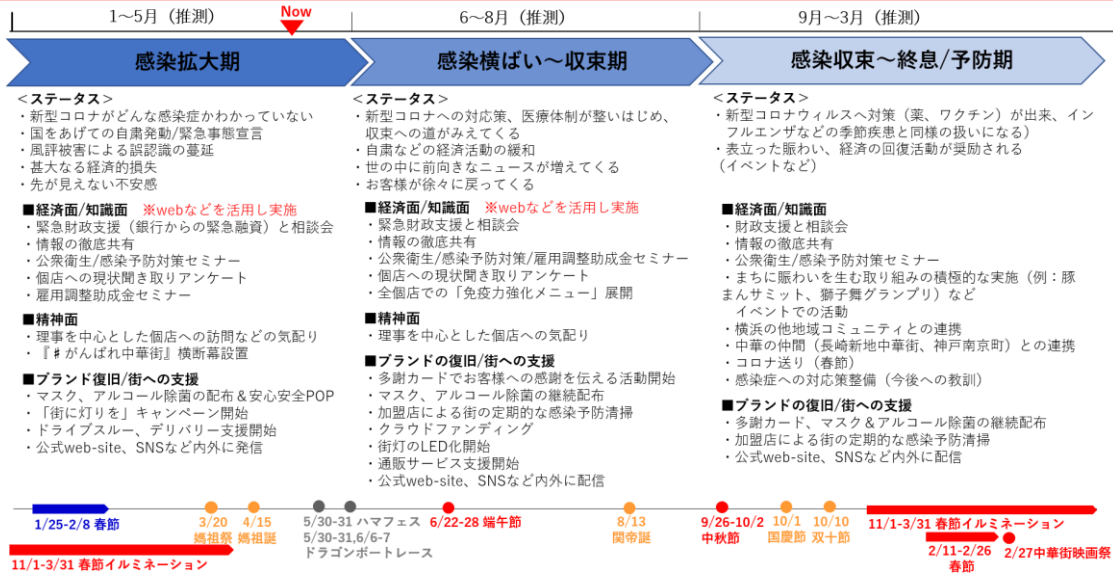 1～5月（推測）
Now
6～8月（推測）
9月～3月（推測）
感染拡大期
感染横ばい～収束期
感染収束～終息/予防期
＜ステータス＞
・新型コロナがどんな感染症かわかっていない
・国をあげての自粛発動/緊急事態宣言
・風評被害による誤認識の蔓延
・甚大なる経済的損失
・先が見えない不安感
■経済面/知識面　※webなどを活用し実施
・緊急財政支援（銀行からの緊急融資）と相談会
・情報の徹底共有
・公衆衛生/感染予防対策セミナー
・個店への現状聞き取りアンケート
・雇用調整助成金セミナー
■精神面
・理事を中心とした個店への訪問などの気配り
・『♯がんばれ中華街』横断幕設置
■ブランド復旧/街への支援
・マスク、アルコール除菌の配布＆安心安全POP
・「街に灯りを」キャンペーン開始
・ドライブスルー、デリバリー支援開始
・公式web-site、SNSなど内外に発信
＜ステータス＞
・新型コロナへの対応策、医療体制が整いはじめ、
収束への道がみえてくる
・自粛などの経済活動の緩和
・世の中に前向きなニュースが増えてくる
・お客様が徐々に戻ってくる
■経済面/知識面　※webなどを活用し実施
・緊急財政支援と相談会
・情報の徹底共有
・公衆衛生/感染予防対策/雇用調整助成金セミナー
・個店への現状聞き取りアンケート
・全個店での「免疫力強化メニュー」展開
■精神面
・理事を中心とした個店への気配り
■ブランドの復旧/街への支援
・多謝カードでお客様への感謝を伝える活動開始
・マスク、アルコール除菌の継続配布
・加盟店による街の定期的な感染予防清掃
・クラウドファンディング
・街灯のLED化開始
・通販サービス支援開始
・公式web-site、SNSなど内外に配信
＜ステータス＞
・新型コロナウィルスへ対策（薬、ワクチン）が出来、イン
フルエンザなどの季節疾患と同様の扱いになる）
・表立った賑わい、経済の回復活動が奨励される
（イベントなど）
■経済面/知識面
・財政支援と相談会
・情報の徹底共有
・公衆衛生/感染予防対策セミナー
・まちに賑わいを生む取り組みの積極的な実施（例：豚
まんサミット、獅子舞グランプリ）など
イベントでの活動
・横浜の他地域コミュニティとの連携
・中華の仲間（長崎新地中華街、神戸南京町）との連携
・コロナ送り（春節）
・感染症への対応策整備（今後への教訓）
■ブランドの復旧/街への支援
・多謝カード、マスク＆アルコール除菌の継続配布
・加盟店による街の定期的な感染予防清掃
・公式web-site、SNSなど内外に配信
1/25-2/8 春節
3/20
媽祖祭
4/15
媽祖誕
5/30-31 ハマフェス
5/30-31,6/6-7
ドラゴンボートレース
6/22-28 端午節
8/13
関帝誕
9/26-10/2
中秋節
10/1
国慶節
10/10
双十節
11/1-3/31 春節イルミネーション
2/11-2/26
春節
2/27中華街映画祭
11/1-3/31 春節イルミネーション